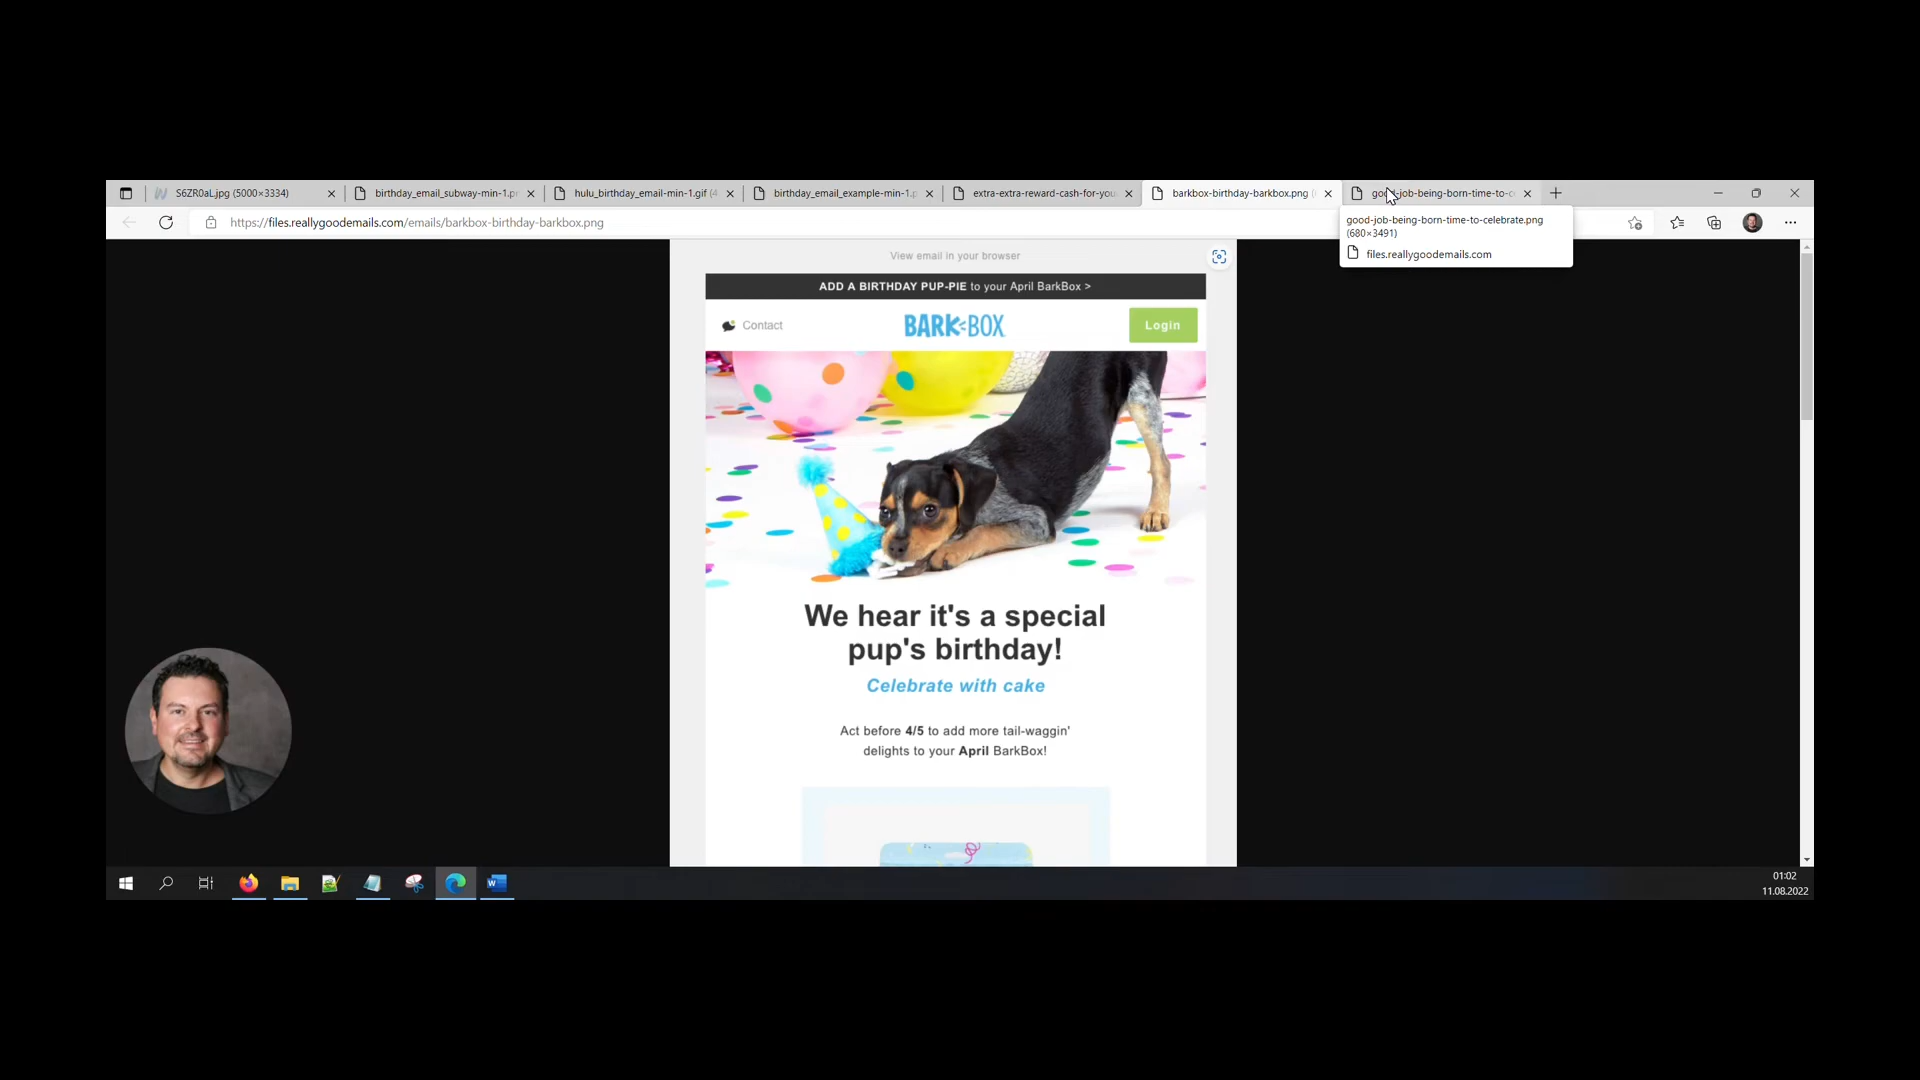 S6ZR0aL.jpg (5000×3334)
birthday_email_subway-min-1.p
hulu_birthday_email-min-1.gif (4
birthday_email_example-min-1.p
extra-extra-reward-cash-for-you
barkbox-birthday-barkbox.png (
good-job-being-born-time-to-c
https://files.reallygoodemails.com/emails/barkbox-birthday-barkbox.png
good-job-being-born-time-to-celebrate.png
(680×3491)
files.reallygoodemails.com
View email in your browser
ADD A BIRTHDAY PUP-PIE to your April BarkBox >
Contact
BARK BOX
Login
We hear it's a special
pup's birthday!
Celebrate with cake
Act before 4/5 to add more tail-waggin'
delights to your April BarkBox!
01:02
11.08.2022